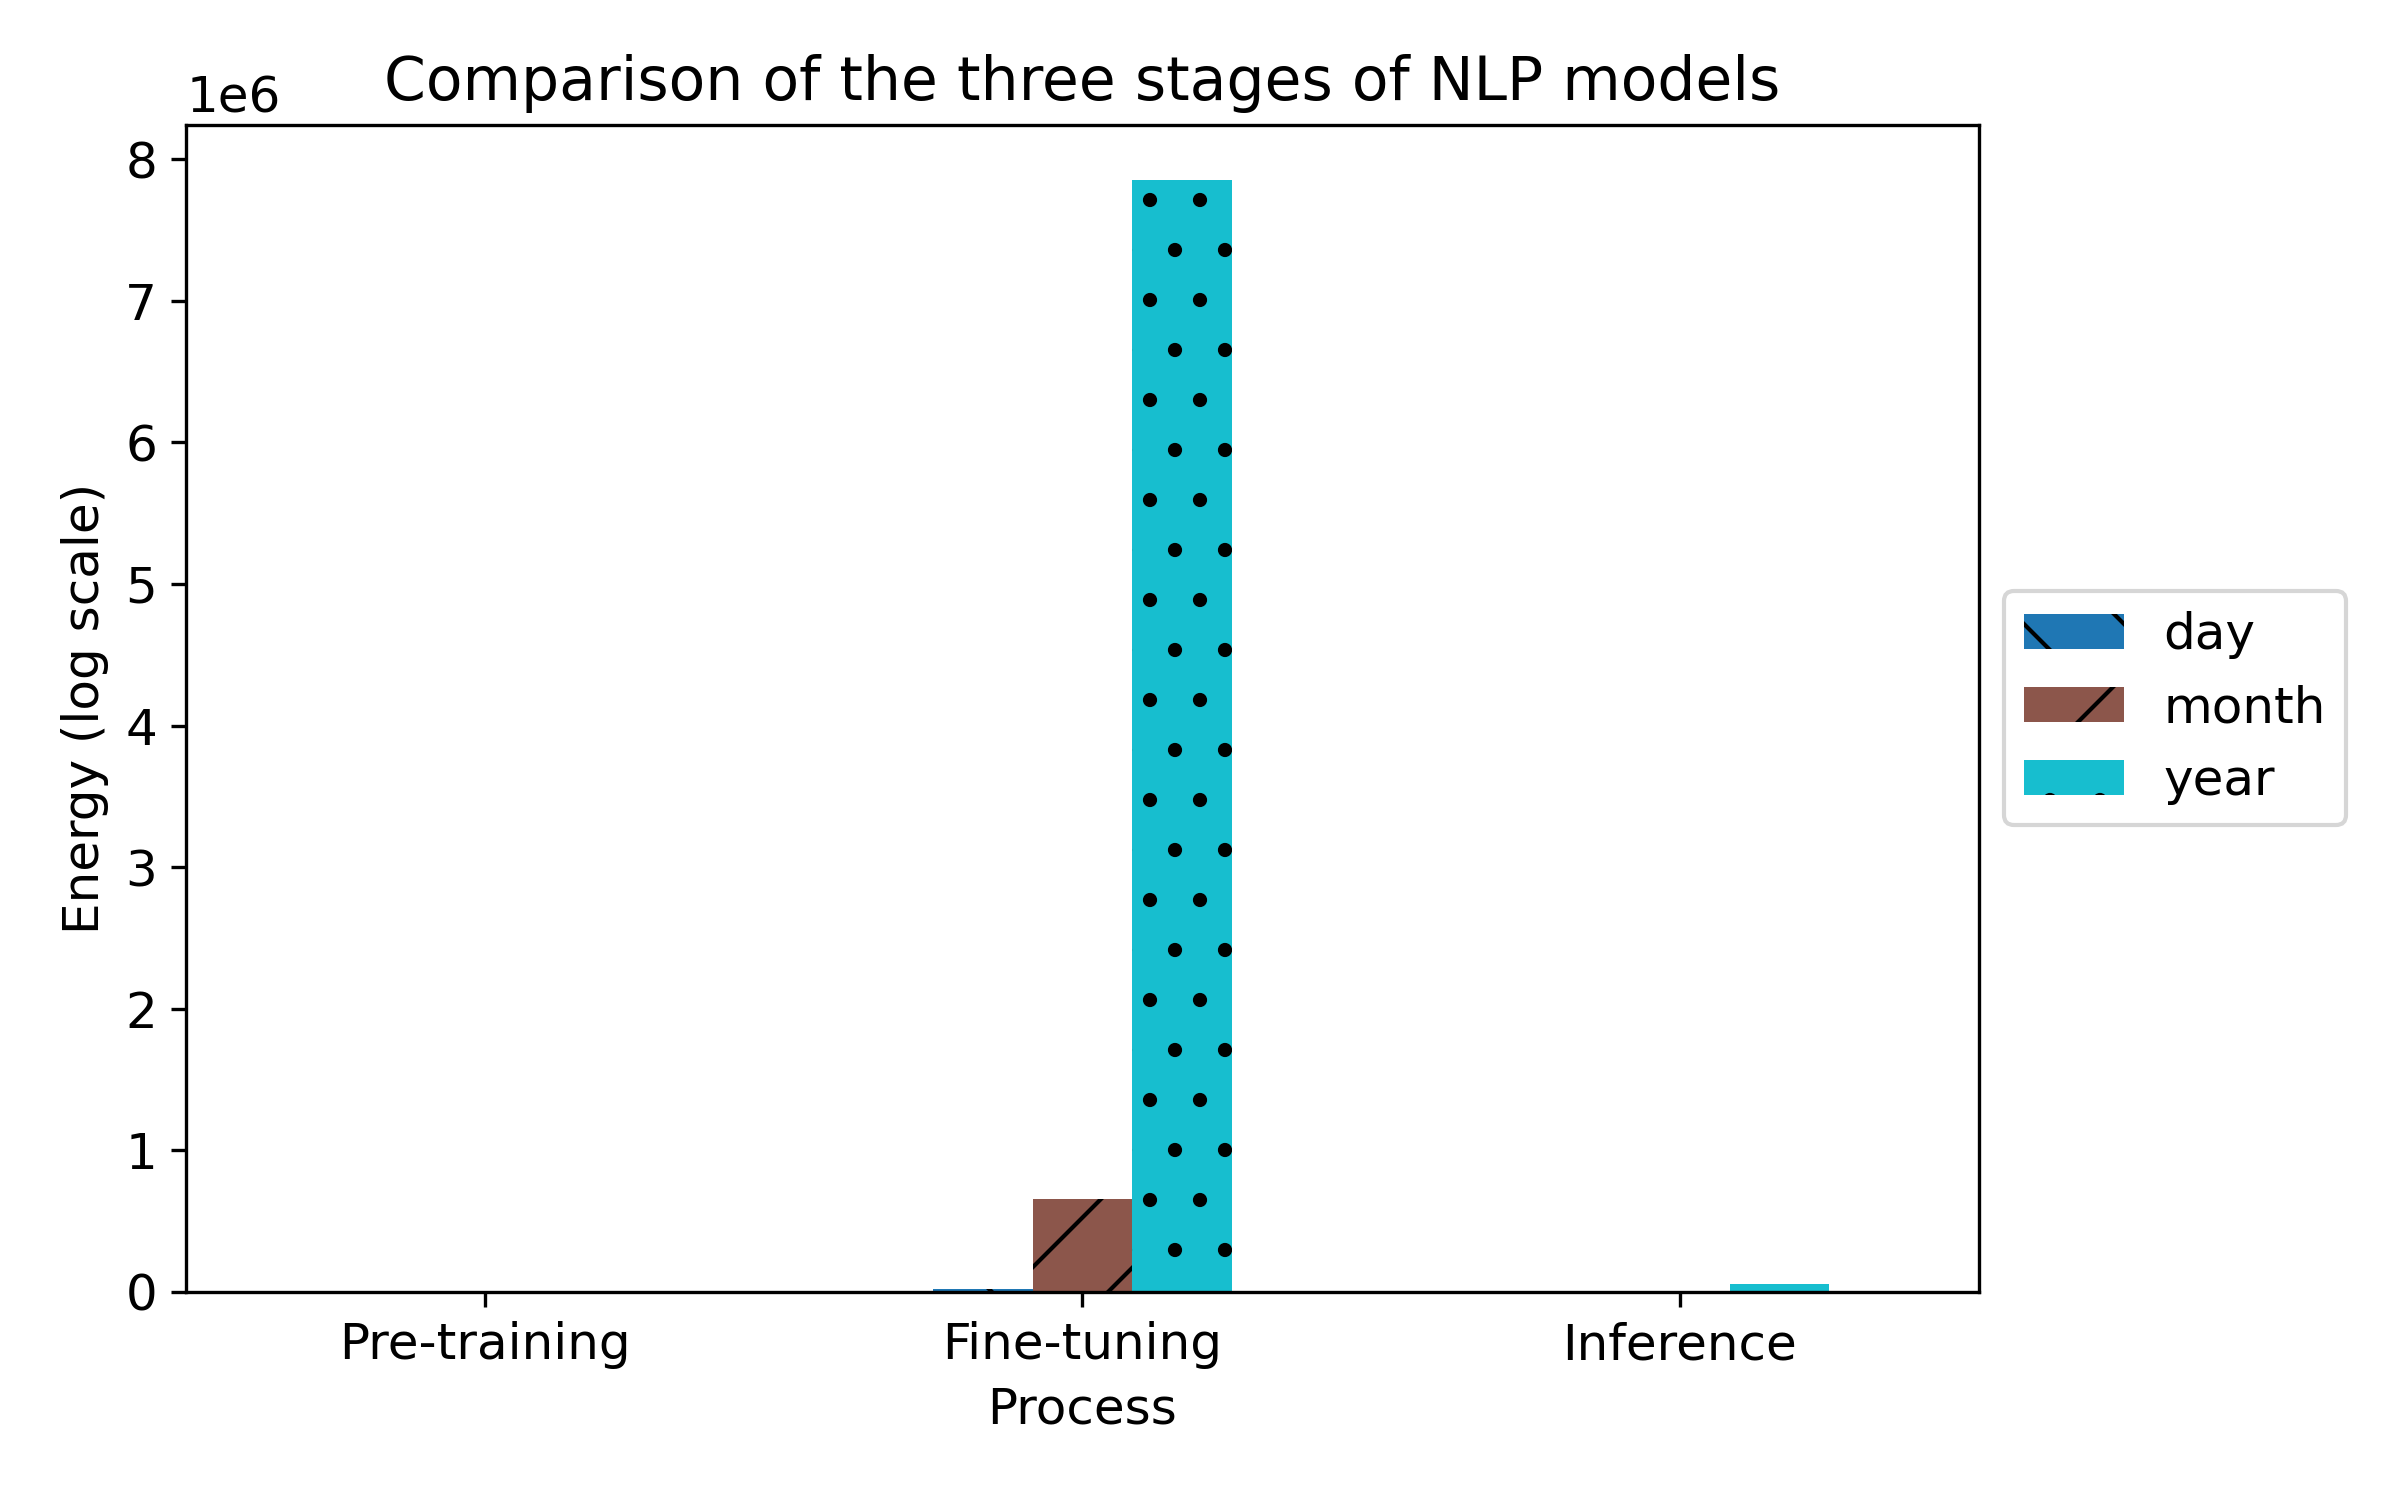 Comparison of the three stages of NLP models
1e6
8
7
6
5
4
3
2
1
0
Energy (log scale)
Pre-training
Fine-tuning
Inference
Process
day
month
year